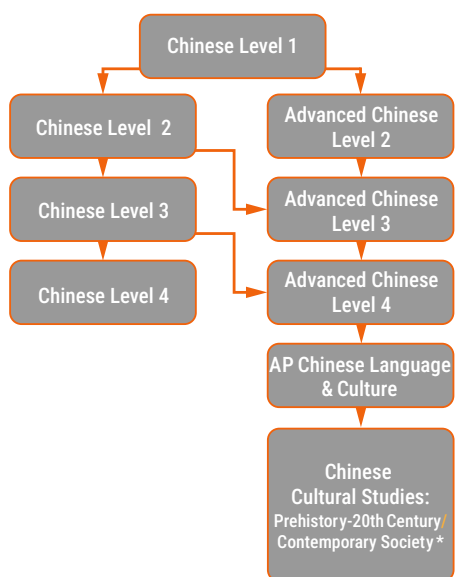 Chinese Level 1
Chinese Level 2
Advanced Chinese
Level 2
Chinese Level 3
Advanced Chinese
Level 3
Chinese Level 4
Advanced Chinese
Level 4
AP Chinese Language
& Culture
Chinese
Cultural Studies:
Prehistory-20th Century/
Contemporary Society *